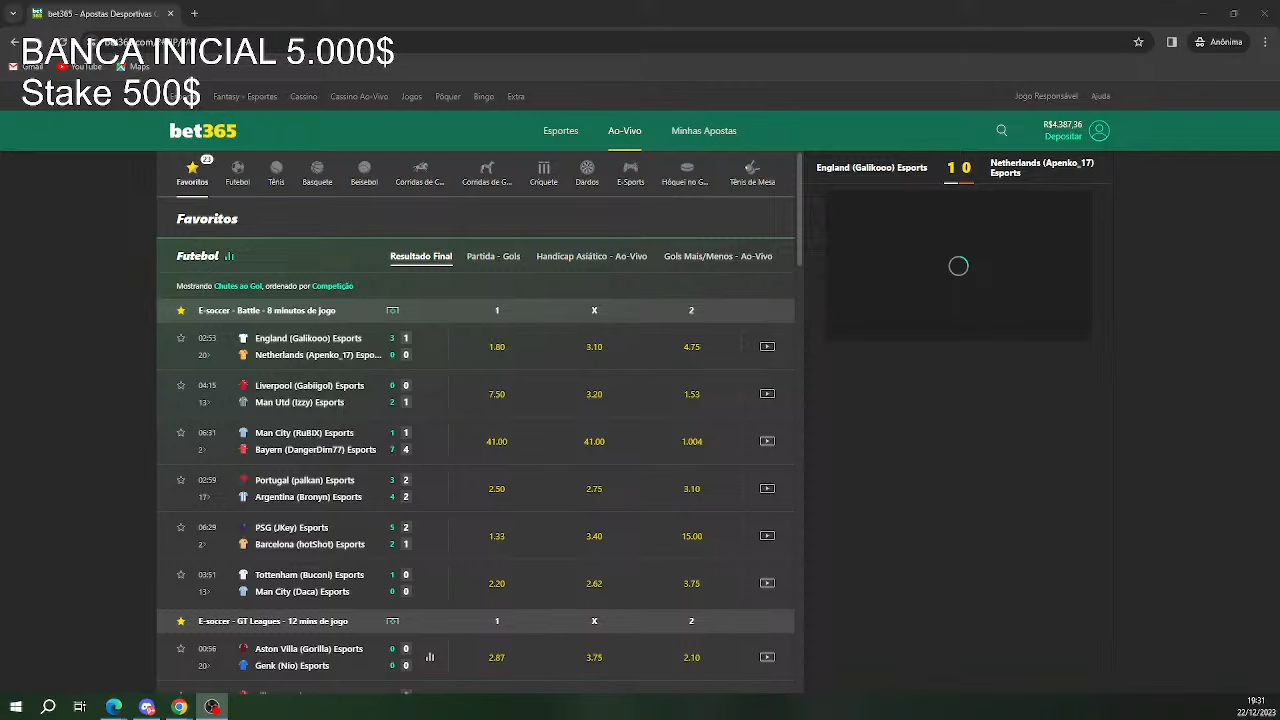 bet365 - Apostas Desportivas
BANCA INICIAL 5.000$
Anônima
Gmail
YouTube
Maps
Stake 500$
Fantasy - Esportes
Cassino
Cassino Ao-Vivo
Jogos
Pôquer
Bingo
Extra
Jogo Responsável
Ajuda
bet365
Esportes
Ao-Vivo
Minhas Apostas
R$4.387,36
Depositar
23
Favoritos
Futebol
Tênis
Basquete
Beisebol
Corridas de C...
Corridas de G...
Críquete
Dardos
E-Sports
Hóquei no G...
Tênis de Mesa
England (Galikooo) Esports
1 0
Netherlands (Apenko_17) Esports
Favoritos
Futebol
Resultado Final
Partida - Gols
Handicap Asiático - Ao-Vivo
Gols Mais/Menos - Ao-Vivo
Mostrando Chutes ao Gol, ordenado por Competição
E-soccer - Battle - 8 minutos de jogo 1 X 2
02:53 England (Galikooo) Esports 3 1
20> Netherlands (Apenko_17) Espo... 0 0
1.80 3.10 4.75
04:15 Liverpool (Gabiigol) Esports 0 0
13> Man Utd (Izzy) Esports 2 1
7.50 3.20 1.53
06:31 Man City (RuBIX) Esports 1 1
2> Bayern (DangerDim77) Esports 7 4
41.00 41.00 1.004
02:59 Portugal (palkan) Esports 3 2
17> Argentina (Bronyn) Esports 4 2
2.50 2.75 3.10
06:29 PSG (JKey) Esports 5 2
2> Barcelona (hotShot) Esports 2 1
1.33 3.40 15.00
03:51 Tottenham (Buconi) Esports 1 0
13> Man City (Daca) Esports 0 0
2.20 2.62 3.75
E-soccer - GT Leagues - 12 mins de jogo 1 X 2
00:56 Aston Villa (Gorilla) Esports 0 0
20> Genk (Nio) Esports 0 0
2.87 3.75 2.10
19:31
22/12/2023